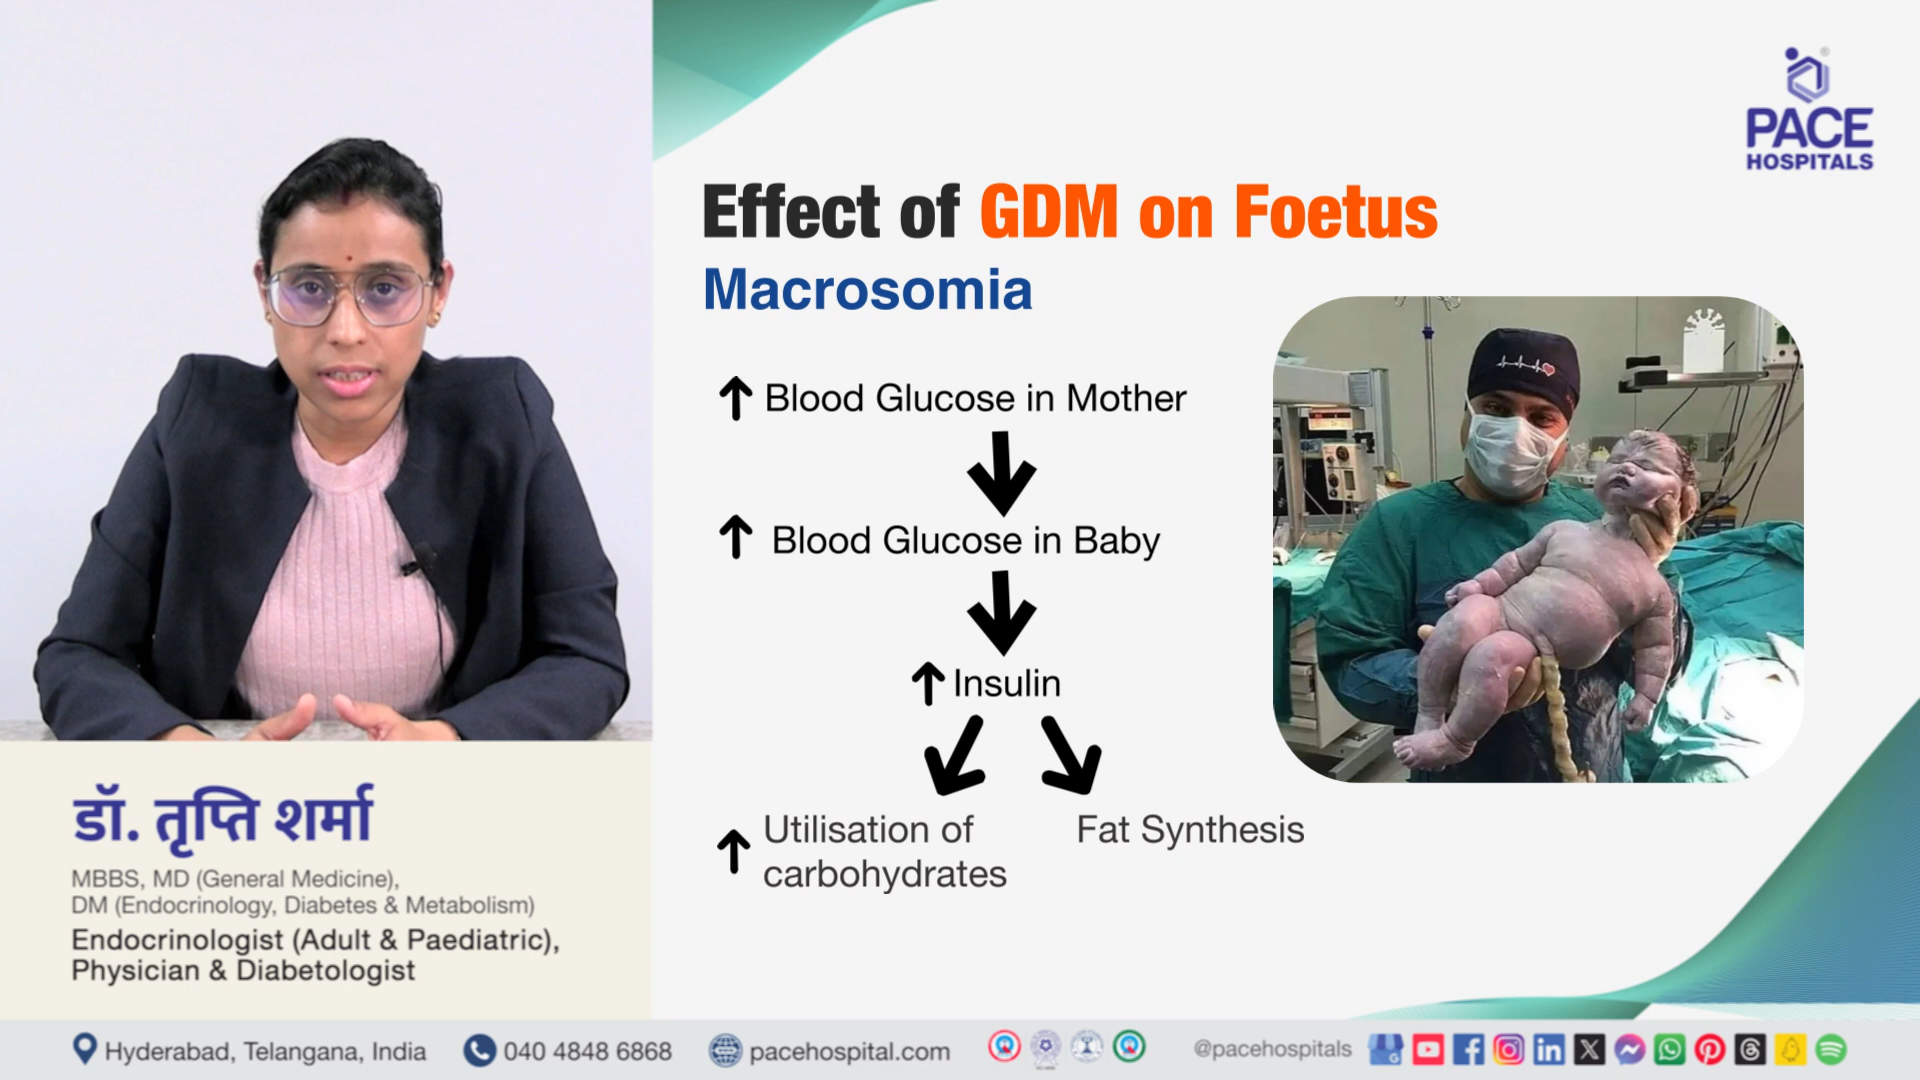 PACE
HOSPITALS
Effect of GDM on Foetus
Macrosomia
↑ Blood Glucose in Mother
↑ Blood Glucose in Baby
↑ Insulin
↑ Utilisation of
carbohydrates
Fat Synthesis
डॉ. तृप्ति शर्मा
MBBS, MD (General Medicine),
DM (Endocrinology, Diabetes & Metabolism)
Endocrinologist (Adult & Paediatric),
Physician & Diabetologist
Hyderabad, Telangana, India
040 4848 6868
pacehospital.com
@pacehospitals